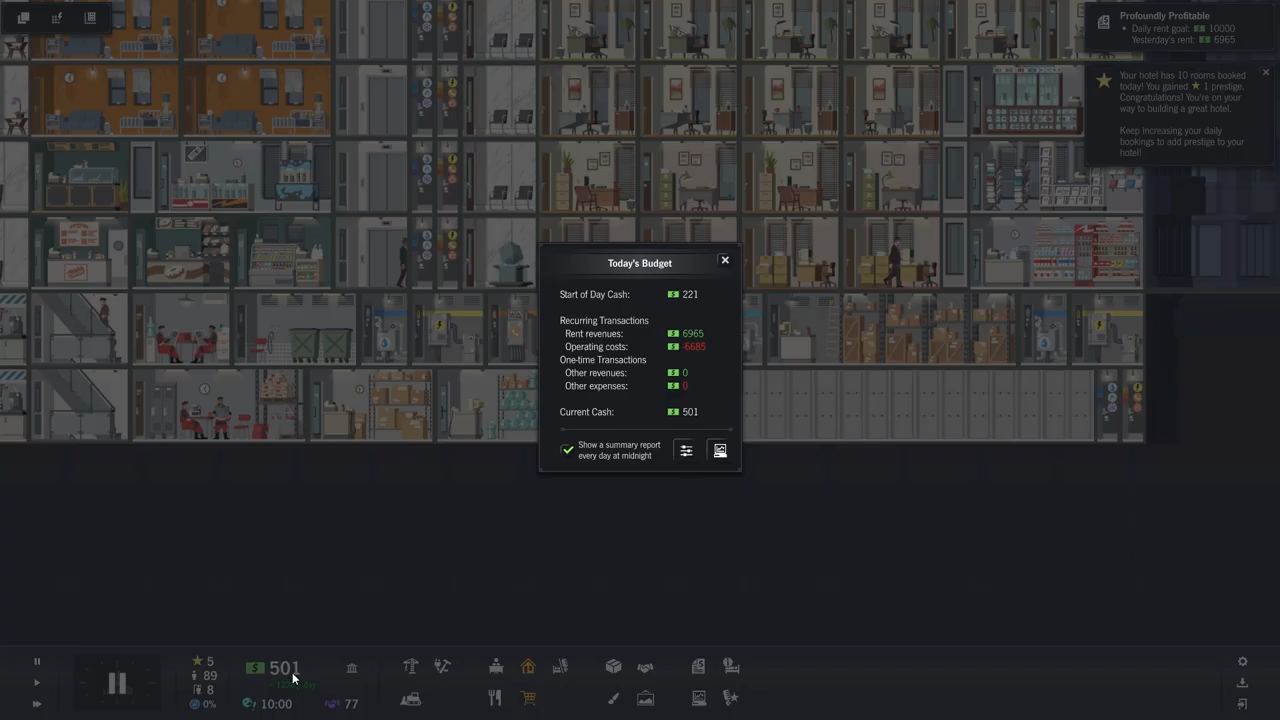 Profoundly Profitable
• Daily rent goal: 10000
Yesterday's rent: 6965
Your hotel has 10 rooms booked
today! You gained 1 prestige.
Congratulations! You're on your
way to building a great hotel.
Keep increasing your daily
bookings to add prestige to your
hotel!
Today's Budget
Start of Day Cash: 221
Recurring Transactions
Rent revenues: 6965
Operating costs: -6685
One-time Transactions
Other revenues: 0
Other expenses: 0
Current Cash: 501
Show a summary report
every day at midnight
5
89
8
0%
501
10:00
77